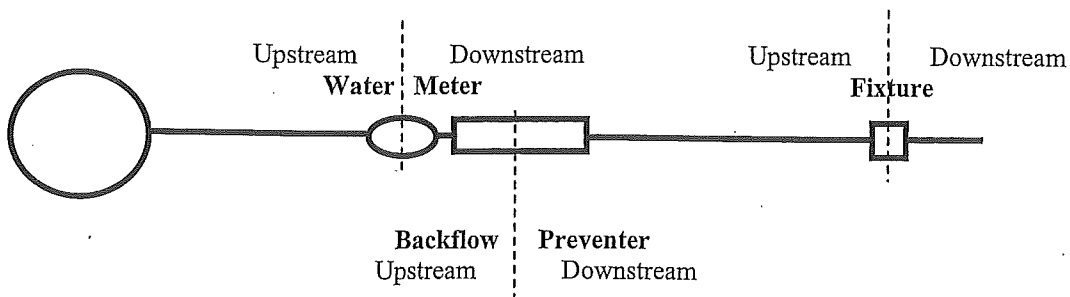 Upstream Downstream Upstream Downstream
Water Meter Fixture
Backflow Preventer
Upstream Downstream